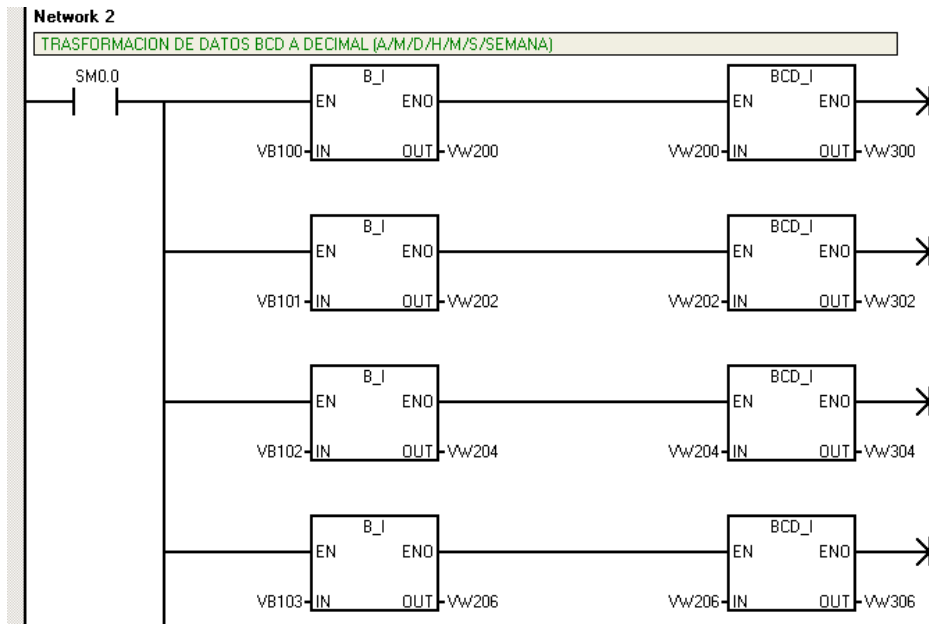 Network 2
TRASFORMACION DE DATOS BCD A DECIMAL (A/M/D/H/M/S/SEMANA)
SM0.0
B_I
BCD_I
EN
ENO
EN
ENO
VB100
IN
OUT
VW200
VW200
IN
OUT
VW300
B_I
BCD_I
EN
ENO
EN
ENO
VB101
IN
OUT
VW202
VW202
IN
OUT
VW302
B_I
BCD_I
EN
ENO
EN
ENO
VB102
IN
OUT
VW204
VW204
IN
OUT
VW304
B_I
BCD_I
EN
ENO
EN
ENO
VB103
IN
OUT
VW206
VW206
IN
OUT
VW306